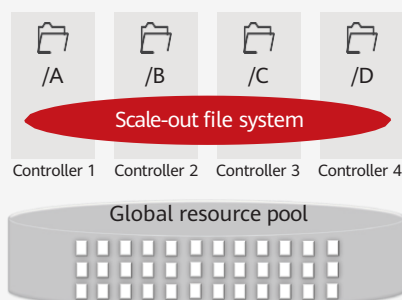 /A /B /C /D
Scale-out file system
Controller 1 Controller 2 Controller 3 Controller 4
Global resource pool